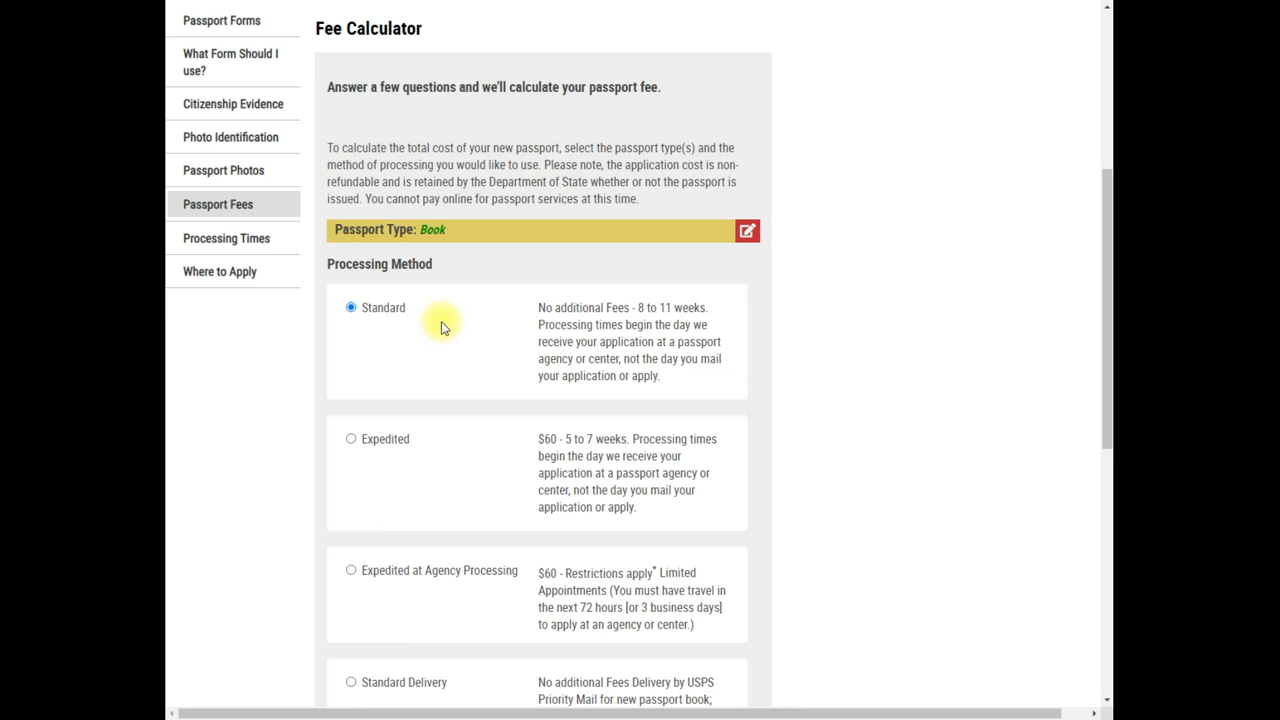 Passport Forms
What Form Should I
use?
Citizenship Evidence
Photo Identification
Passport Photos
Passport Fees
Processing Times
Where to Apply
Fee Calculator
Answer a few questions and we'll calculate your passport fee.
To calculate the total cost of your new passport, select the passport type(s) and the
method of processing you would like to use. Please note, the application cost is non-
refundable and is retained by the Department of State whether or not the passport is
issued. You cannot pay online for passport services at this time.
Passport Type: Book
Processing Method
Standard
No additional Fees - 8 to 11 weeks.
Processing times begin the day we
receive your application at a passport
agency or center, not the day you mail
your application or apply.
Expedited
$60 - 5 to 7 weeks. Processing times
begin the day we receive your
application at a passport agency or
center, not the day you mail your
application or apply.
Expedited at Agency Processing
$60 - Restrictions apply* Limited
Appointments (You must have travel in
the next 72 hours [or 3 business days]
to apply at an agency or center.)
Standard Delivery
No additional Fees Delivery by USPS
Priority Mail for new passport book;